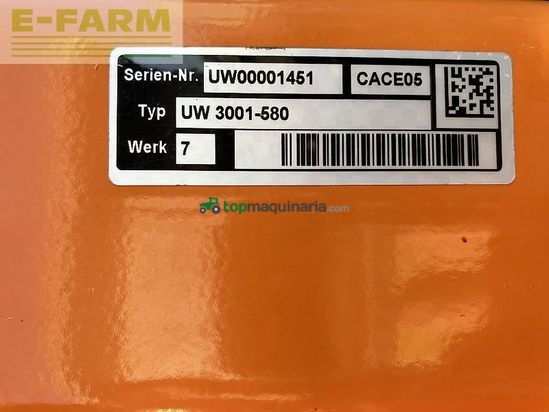 E-FARM
Serien-Nr. UW00001451 CACE05
Typ UW 3001-580
Werk 7
topmaquinaria.com